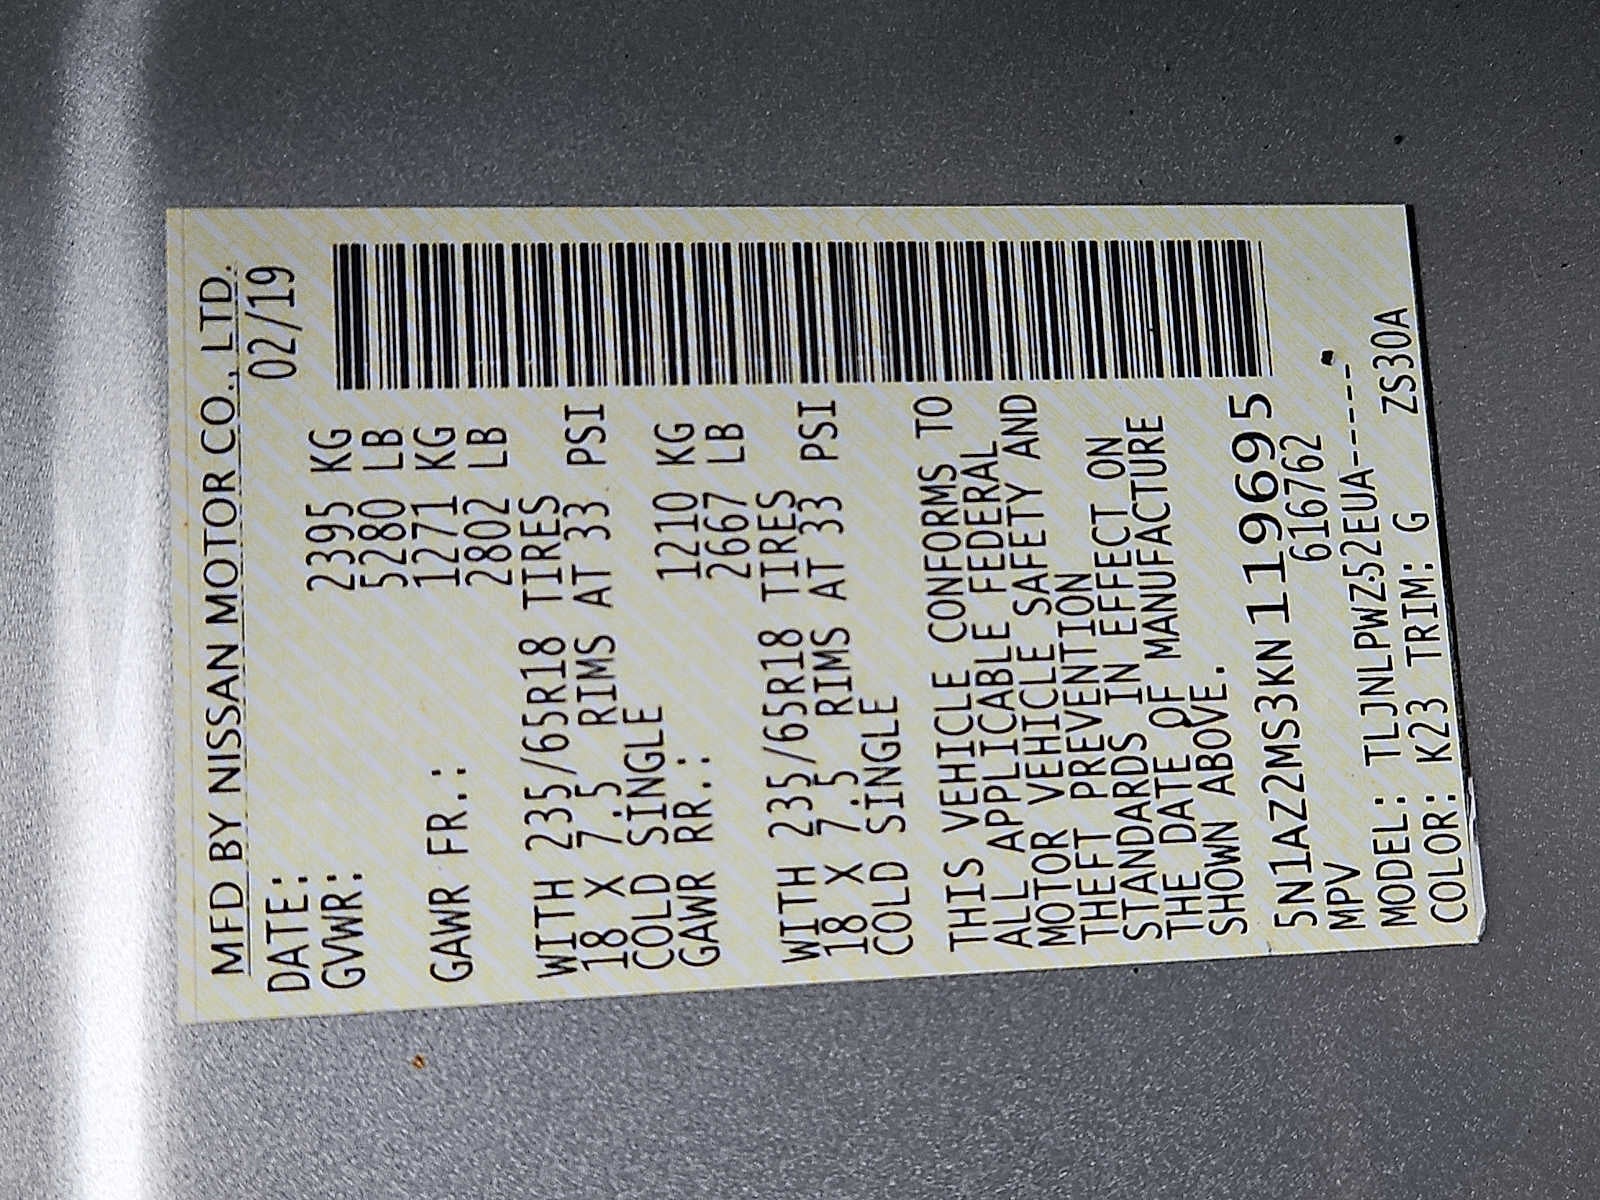 MFD BY NISSAN MOTOR CO., LTD.
DATE: 02/19
GVWR: 2395 KG
5280 LB
GAWR FR.: 1271 KG
2802 LB
WITH 235/65R18 TIRES
18 X 7.5 RIMS AT 33 PSI
COLD SINGLE
GAWR RR.: 1210 KG
2667 LB
WITH 235/65R18 TIRES
18 X 7.5 RIMS AT 33 PSI
COLD SINGLE
THIS VEHICLE CONFORMS TO
ALL APPLICABLE FEDERAL
MOTOR VEHICLE SAFETY AND
THEFT PREVENTION
STANDARDS IN EFFECT ON
THE DATE OF MANUFACTURE
SHOWN ABOVE.
5N1AZ2MS3KN119695
MPV 616762
MODEL: TLJNLPWZ52EUA-----
COLOR: K23 TRIM: G ZS30A